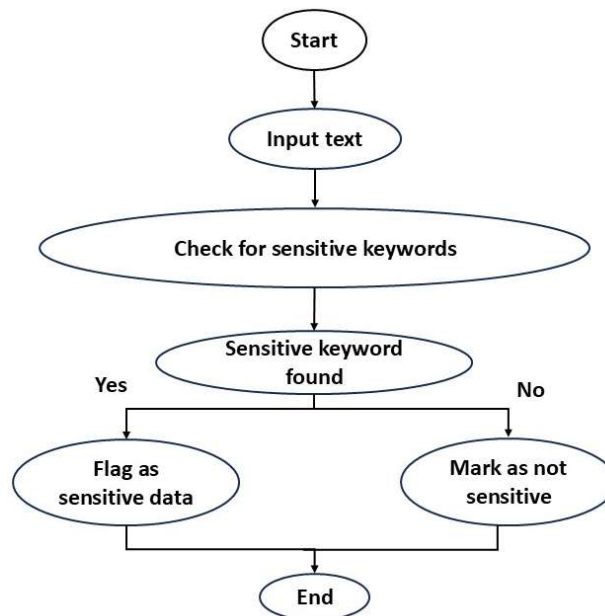 Start
Input text
Check for sensitive keywords
Sensitive keyword
found
Yes
No
Flag as
sensitive data
Mark as not
sensitive
End